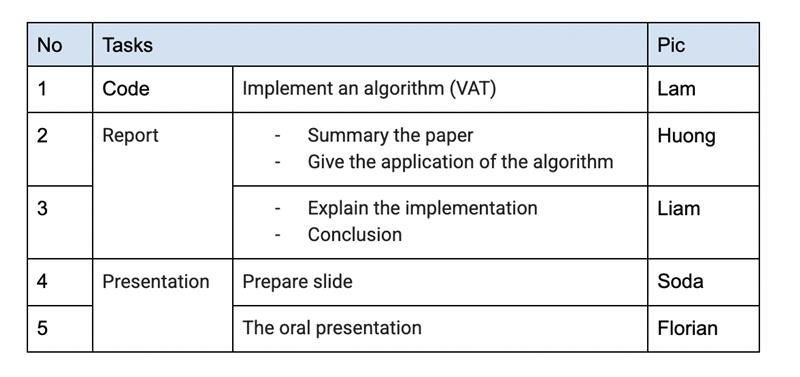 No Tasks Pic
1 Code Implement an algorithm (VAT) Lam
2 Report - Summary the paper Huong
- Give the application of the algorithm
3 - Explain the implementation Liam
- Conclusion
4 Presentation Prepare slide Soda
5 The oral presentation Florian